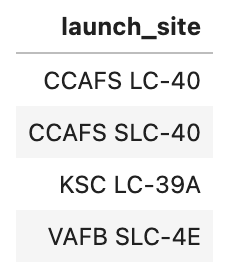 launch_site
CCAFS LC-40
CCAFS SLC-40
KSC LC-39A
VAFB SLC-4E